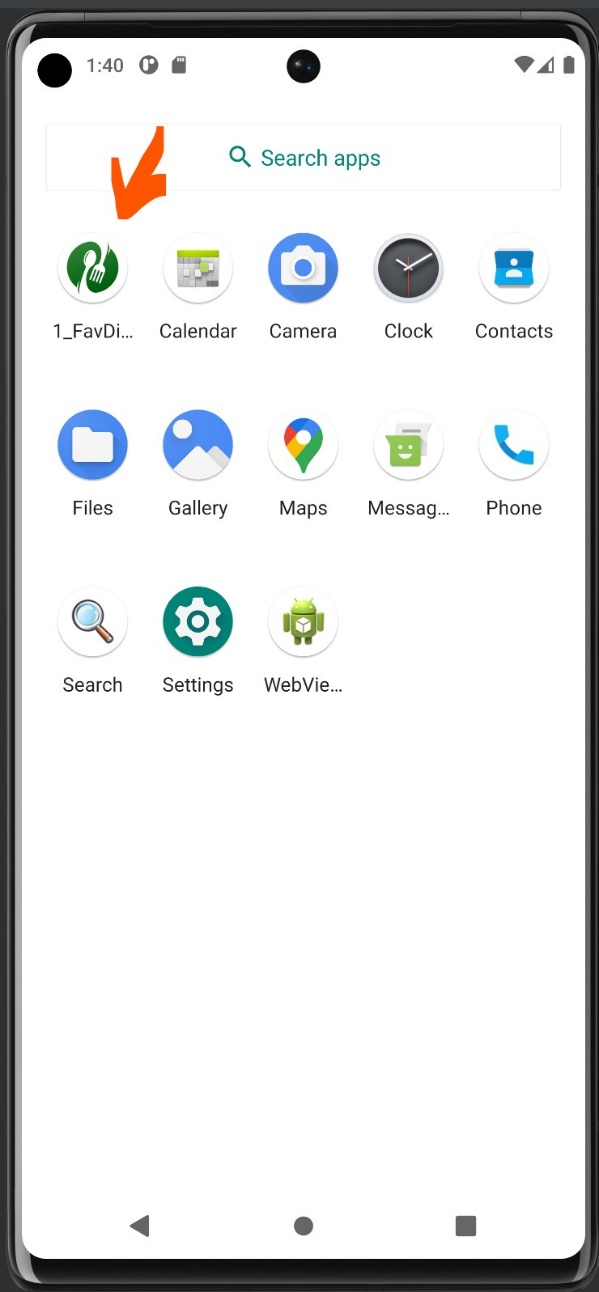 1:40
Search apps
1_FavDi...
Calendar
Camera
Clock
Contacts
Files
Gallery
Maps
Messag...
Phone
Search
Settings
WebVie...